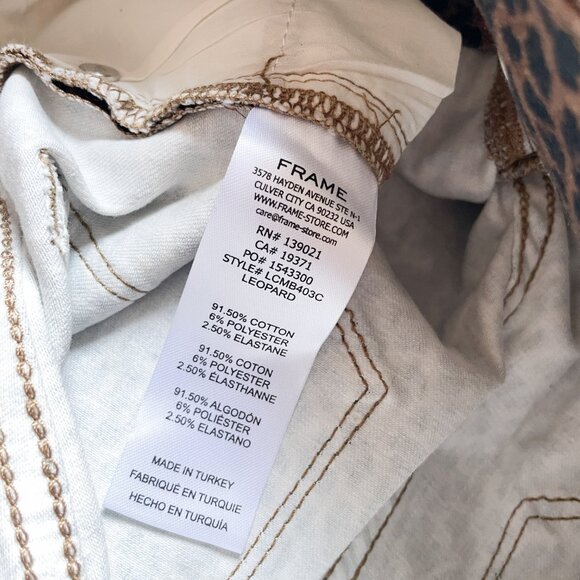 FRAME
3578 HAYDEN AVENUE STE N-1
CULVER CITY CA 90232 USA
WWW.FRAME-STORE.COM
care@frame-store.com
RN# 139021
CA# 19371
PO# 1543300
STYLE# LCMB403C
LEOPARD
91.50% COTTON
6% POLYESTER
2.50% ELASTANE
91.50% COTON
6% POLYESTER
2.50% ÉLASTHANNE
91.50% ALGODÓN
6% POLIÉSTER
2.50% ELASTANO
MADE IN TURKEY
FABRIQUÉ EN TURQUIE
HECHO EN TURQUÍA